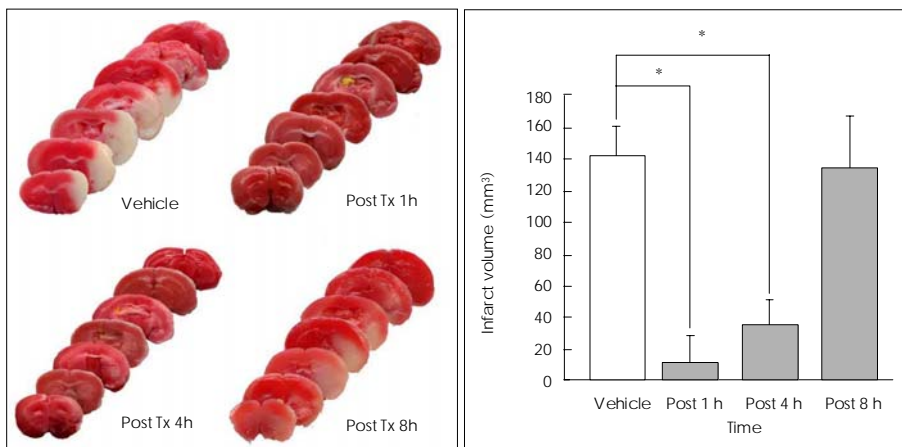 Vehicle
Post Tx 1h
Post Tx 4h
Post Tx 8h
*
*
Infarct volume (mm³)
180
160
140
120
100
80
60
40
20
0
Vehicle Post 1 h Post 4 h Post 8 h
Time